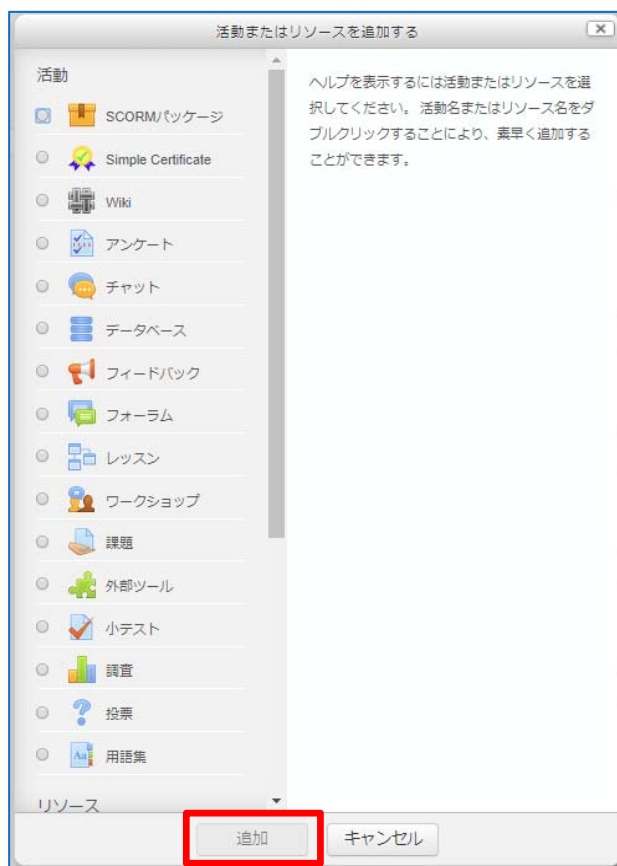 活動またはリソースを追加する
活動
SCORMパッケージ
Simple Certificate
Wiki
アンケート
チャット
データベース
フィードバック
フォーラム
レッスン
ワークショップ
課題
外部ツール
小テスト
調査
投票
用語集
リソース
ヘルプを表示するには活動またはリソースを選
択してください。 活動名またはリソース名をダ
ブルクリックすることにより、素早く追加する
ことができます。
追加
キャンセル